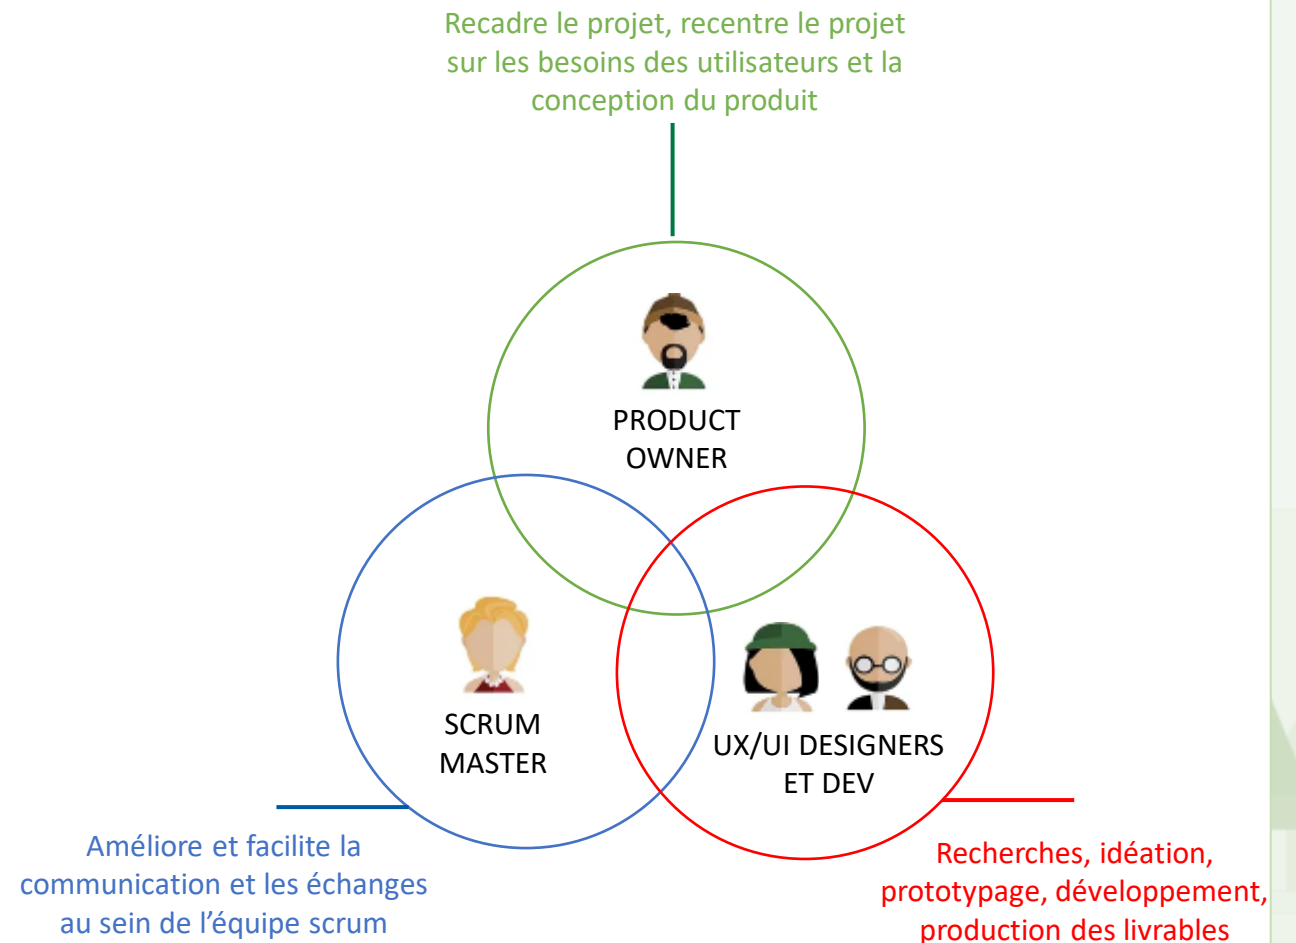 Recadre le projet, recentre le projet
sur les besoins des utilisateurs et la
conception du produit
PRODUCT
OWNER
SCRUM
MASTER
UX/UI DESIGNERS
ET DEV
Améliore et facilite la
communication et les échanges
au sein de l’équipe scrum
Recherches, idéation,
prototypage, développement,
production des livrables